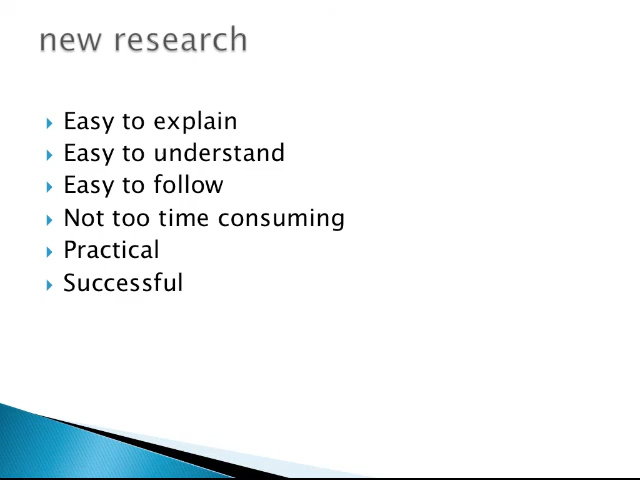 new research
Easy to explain
Easy to understand
Easy to follow
Not too time consuming
Practical
Successful